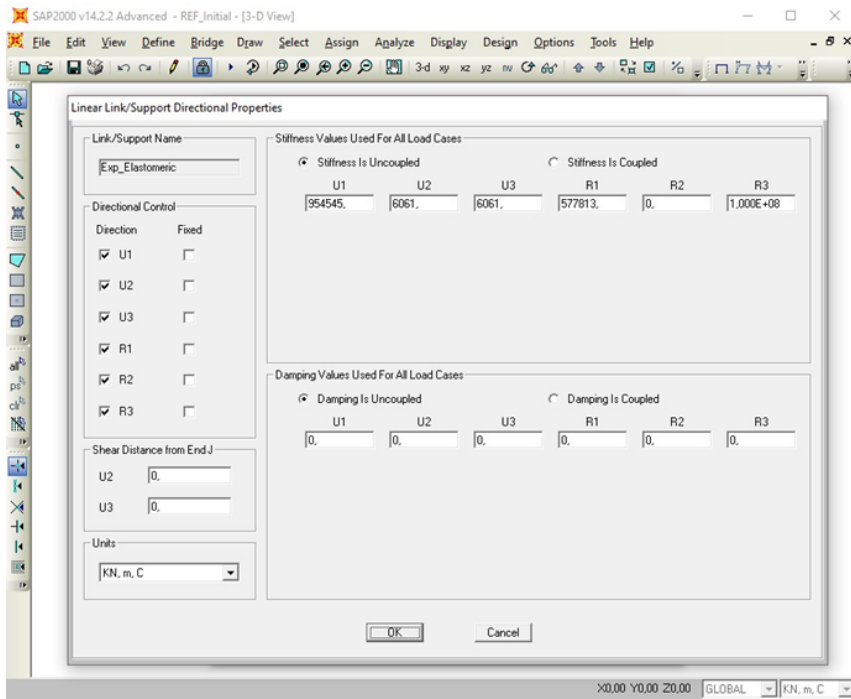 SAP2000 v14.2.2 Advanced - REF_Initial - [3-D View]
File Edit View Define Bridge Draw Select Assign Analyze Display Design Options Tools Help
3-d xy xz yz nv
Linear Link/Support Directional Properties
Link/Support Name
Exp_Elastomeric
Directional Control
Direction Fixed
U1
U2
U3
R1
R2
R3
Shear Distance from End J
U2 0,
U3 0,
Units
KN, m, C
Stiffness Values Used For All Load Cases
Stiffness Is Uncoupled Stiffness Is Coupled
U1 U2 U3 R1 R2 R3
954545, 6061, 6061, 577813, 0, 1,000E+08
Damping Values Used For All Load Cases
Damping Is Uncoupled Damping Is Coupled
U1 U2 U3 R1 R2 R3
0, 0, 0, 0, 0, 0,
OK Cancel
all
ps
clr
X0,00 Y0,00 Z0,00 GLOBAL KN, m, C